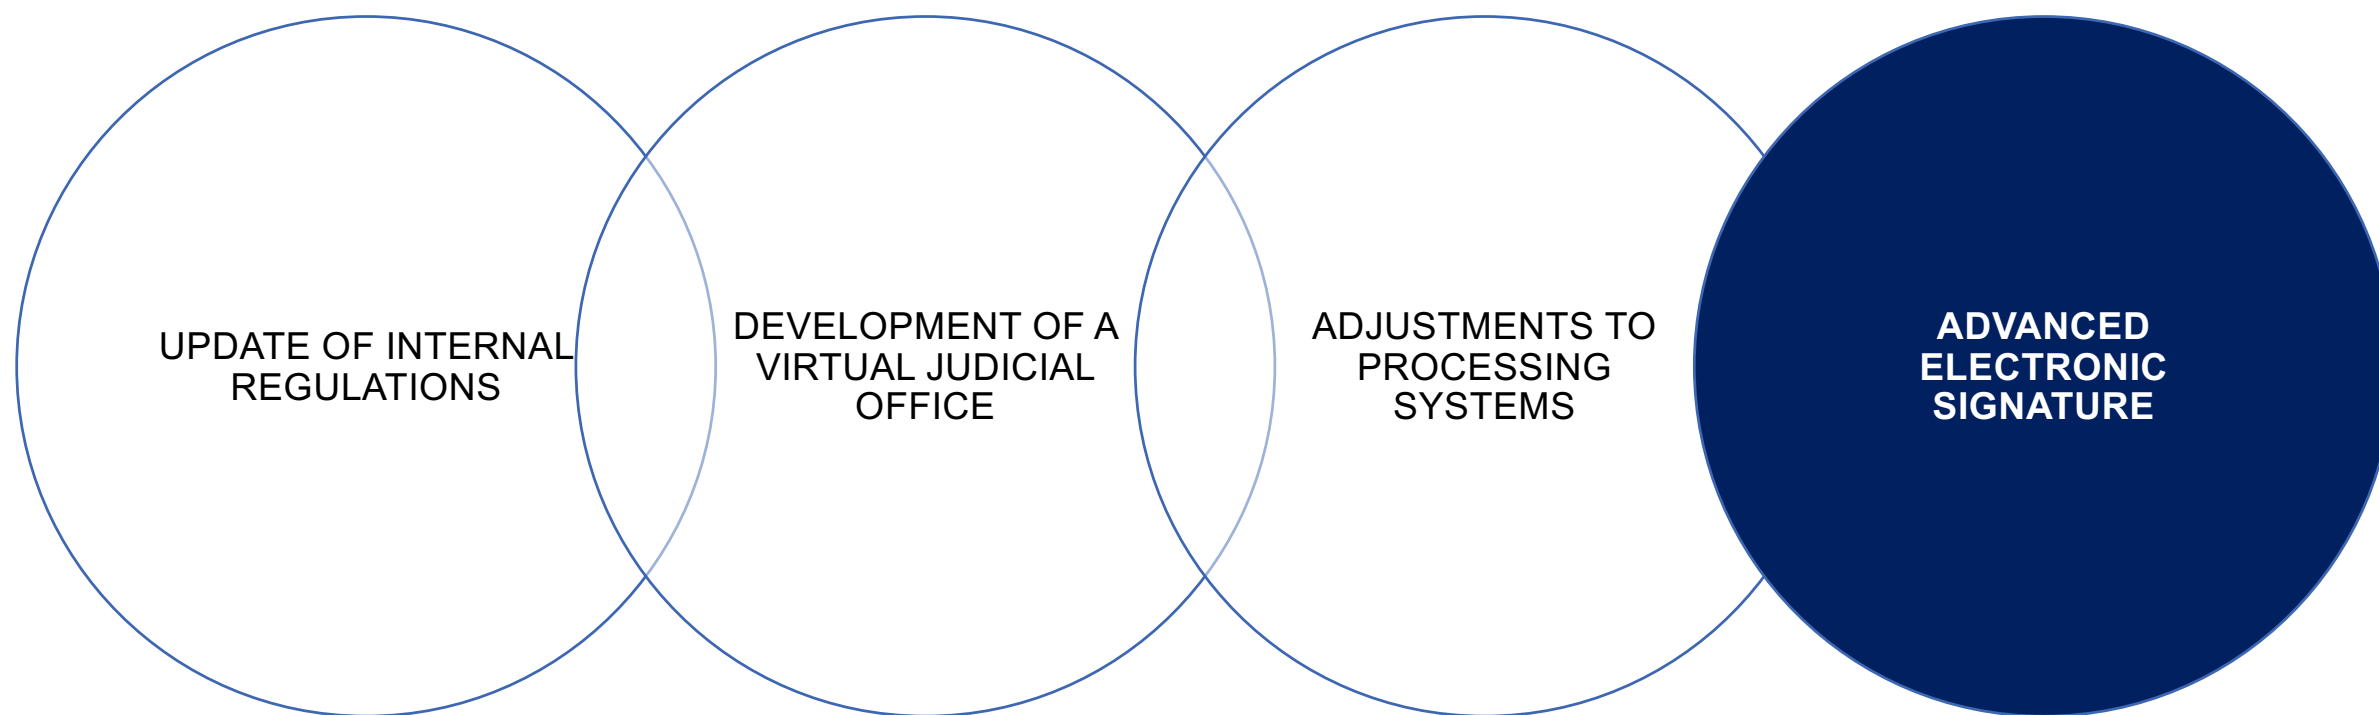 UPDATE OF INTERNAL
REGULATIONS
DEVELOPMENT OF A
VIRTUAL JUDICIAL
OFFICE
ADJUSTMENTS TO
PROCESSING
SYSTEMS
ADVANCED
ELECTRONIC
SIGNATURE